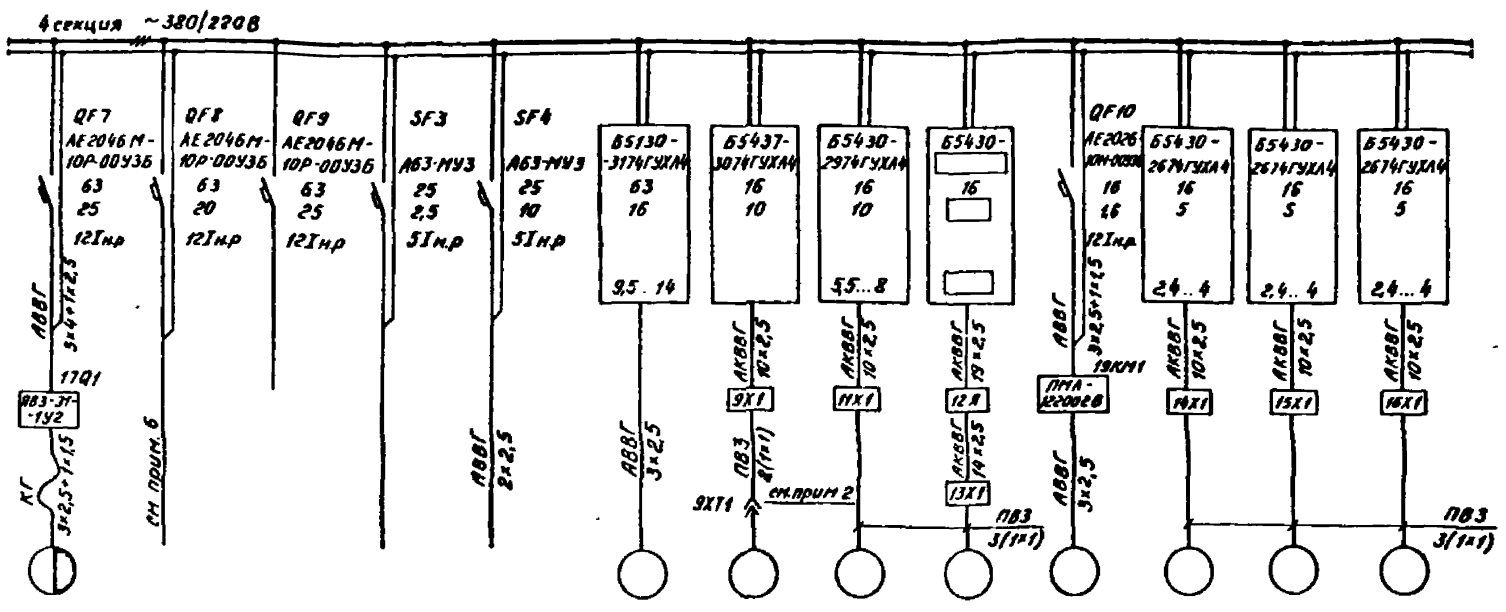 4 секция ~380/220В
QF7
АЕ2046М-
10Р-00У3Б
63
25
12Iн.р
АВВГ
3×4+1×2,5
17Q1
ЯВ3-31-
-1У2
КГ
3×2,5+1×1,5
QF8
АЕ2046М-
10Р-00У3Б
63
20
12Iн.р
см прим. 6
QF9
АЕ2046М-
10Р-00У3Б
63
25
12Iн.р
SF3
А63-МУ3
25
2,5
5Iн.р
SF4
А63-МУ3
25
10
5Iн.р
АВВГ
2×2,5
Б5130-
-3174ГУХЛ4
63
16
9,5..14
АВВГ
3×2,5
Б5437-
3074ГУХЛ4
16
10
АКВВГ
10×2,5
9Х1
ПВ3
8(1×1)
9ХТ1
см.прим 2
Б5430-
2974ГУХЛ4
16
10
5,5...8
АКВВГ
10×2,5
11Х1
Б5430-
16
АКВВГ
19×2,5
12Я
АКВВГ
14×2,5
13Х1
ПВ3
3(1×1)
QF10
АЕ2026
10М-00У3Б
16
1,6
12Iн.р
АВВГ
3×2,5+1×1,5
19КМ1
ПМА-
АВВГ
3×2,5
Б5430-
2674ГУХЛ4
16
5
2,4..4
АКВВГ
10×2,5
14Х1
Б5430-
2674ГУХЛ4
16
5
2,4..4
АКВВГ
10×2,5
15Х1
Б5430-
2674ГУХЛ4
16
5
2,4...4
АКВВГ
10×2,5
16Х1
ПВ3
3(1×1)